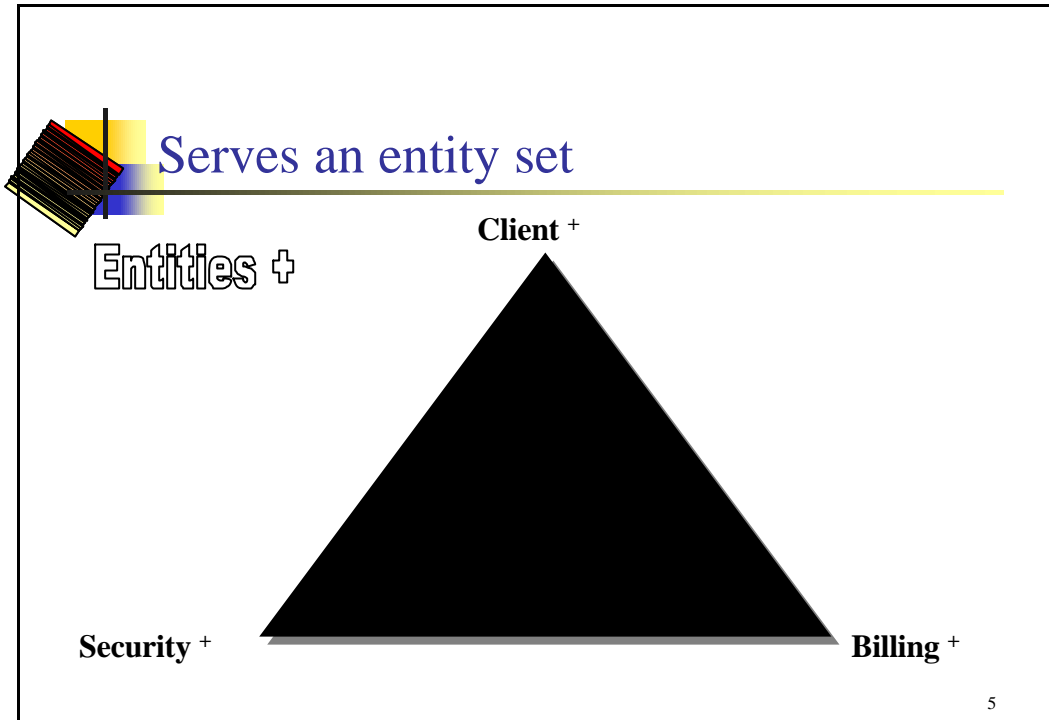 Serves an entity set
Client +
Entities +
Security +
Billing +
5